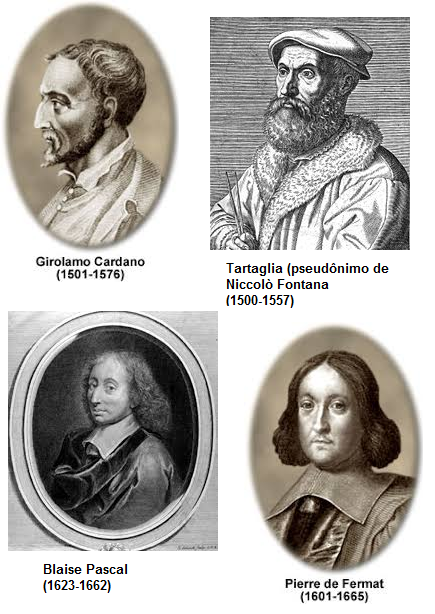 Girolamo Cardano
(1501-1576)
Tartaglia (pseudônimo de
Niccolò Fontana
(1500-1557)
Blaise Pascal
(1623-1662)
Pierre de Fermat
(1601-1665)